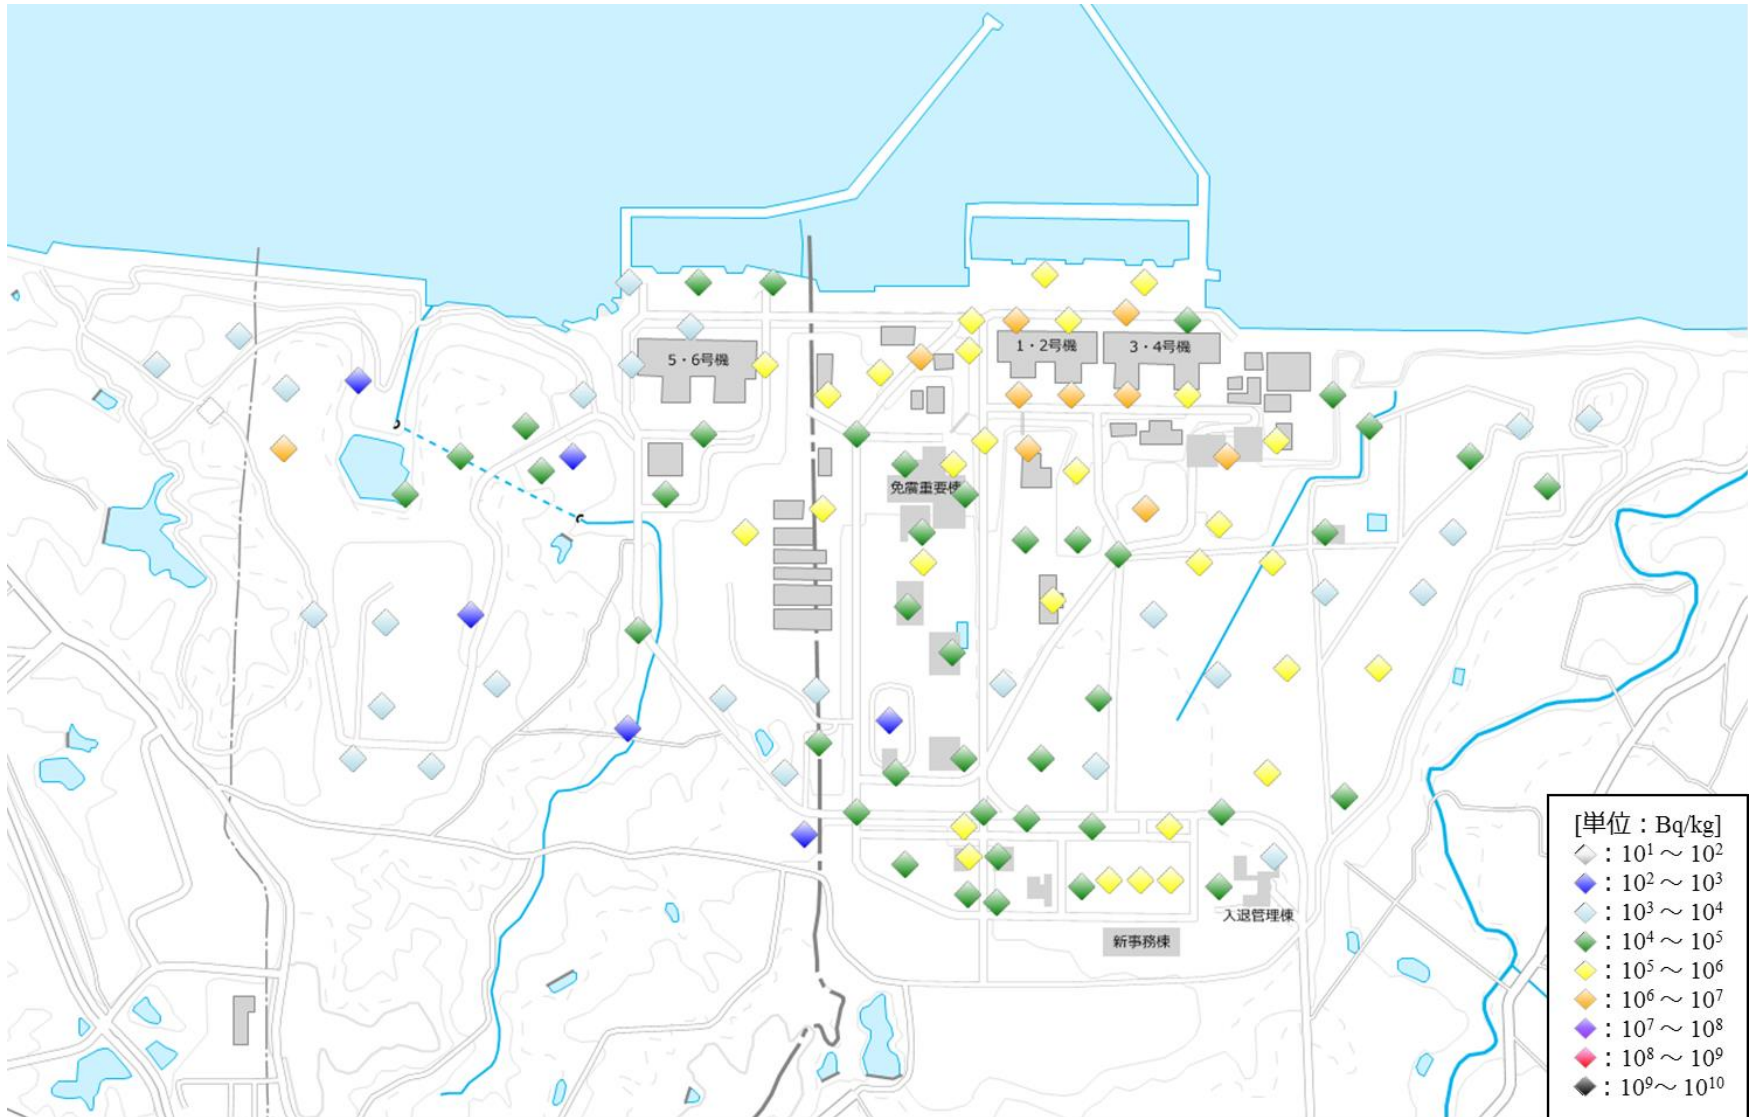 1・2号機
3・4号機
5・6号機
免震重要棟
入退管理棟
新事務棟
[単位：Bq/kg]
：10¹～10²
：10²～10³
：10³～10⁴
：10⁴～10⁵
：10⁵～10⁶
：10⁶～10⁷
：10⁷～10⁸
：10⁸～10⁹
：10⁹～10¹⁰